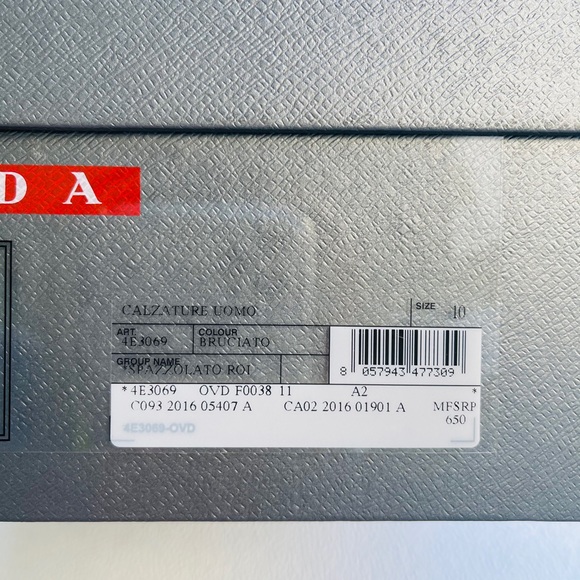 DA
CALZATURE UOMO
SIZE 10
ART. COLOUR
4E3069 BRUCIATO
GROUP NAME
*SPAZZOLATO ROI
8 057943 477309
*4E3069 OVD F0038 11 A2
C093 2016 05407 A CA02 2016 01901 A MFSRP
650
4E3069-OVD